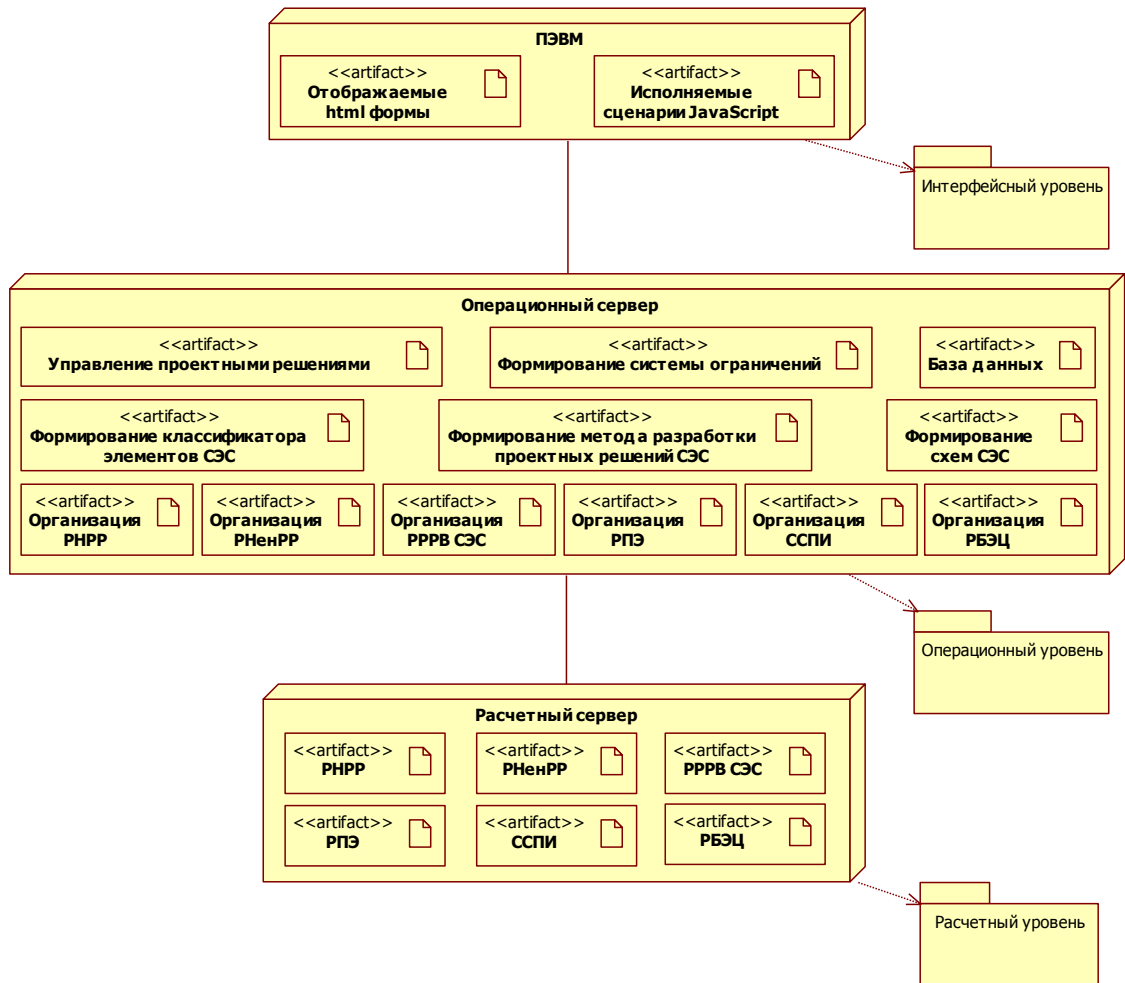 ПЭВМ
<<artifact>>
Отображаемые
html формы
<<artifact>>
Исполняемые
сценарии JavaScript
Интерфейсный уровень
Операционный сервер
<<artifact>>
Управление проектными решениями
<<artifact>>
Формирование системы ограничений
<<artifact>>
База данных
<<artifact>>
Формирование классификатора
элементов СЭС
<<artifact>>
Формирование метода разработки
проектных решений СЭС
<<artifact>>
Формирование
схем СЭС
<<artifact>>
Организация
РНРР
<<artifact>>
Организация
РНенРР
<<artifact>>
Организация
РРРВ СЭС
<<artifact>>
Организация
РПЭ
<<artifact>>
Организация
ССПИ
<<artifact>>
Организация
РБЭЦ
Операционный уровень
Расчетный сервер
<<artifact>>
РНРР
<<artifact>>
РНенРР
<<artifact>>
РРРВ СЭС
<<artifact>>
РПЭ
<<artifact>>
ССПИ
<<artifact>>
РБЭЦ
Расчетный уровень